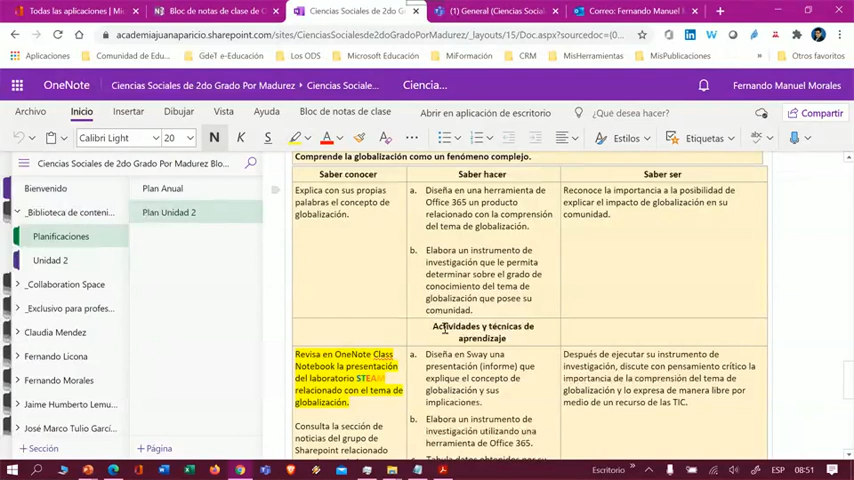 Todas las aplicaciones | M
Bloc de notas de clase de O
Ciencias Sociales de 2do Grado
(1) General (Ciencias Social
Correo: Fernando Manuel M
academiajuanaparicio.sharepoint.com/sites/CienciasSocialesde2doGradoPorMadurez/_layouts/15/Doc.aspx?sourcedoc={0...
Aplicaciones
Comunidad de Edu...
Gde1 e-Educación
Los ODS
Microsoft Education
MiFormación
CRM
MisHerramientas
MisPublicaciones
Otros favoritos
OneNote
Ciencias Sociales de 2do Grado Por Madurez > Ciencias Sociale...
Ciencia...
Fernando Manuel Morales
Archivo
Inicio
Insertar
Dibujar
Vista
Ayuda
Bloc de notas de clase
Abrir en aplicación de escritorio
¿Qué desea hacer?
Compartir
Calibri Light
20
N
K
S
Estilos
Etiquetas
abc
Ciencias Sociales de 2do Grado Por Madurez Blo...
Bienvenido
_Biblioteca de conteni...
Planificaciones
Unidad 2
_Collaboration Space
_Exclusivo para profes...
Claudia Mendez
Fernando Licona
Fernando Morales
Jaime Humberto Lemu...
José Marco Tulio Garcí...
+ Sección
Plan Anual
Plan Unidad 2
+ Página
Comprende la globalización como un fenómeno complejo.
Saber conocer
Saber hacer
Saber ser
Explica con sus propias
palabras el concepto de
globalización.
a. Diseña en una herramienta de
Office 365 un producto
relacionado con la comprensión
del tema de globalización.
b. Elabora un instrumento de
investigación que le permita
determinar sobre el grado de
conocimiento del tema de
globalización que posee su
comunidad.
Reconoce la importancia a la posibilidad de
explicar el impacto de globalización en su
comunidad.
Actividades y técnicas de
aprendizaje
Revisa en OneNote Class
Notebook la presentación
del laboratorio STEAM
relacionado con el tema de
globalización.
Consulta la sección de
noticias del grupo de
Sharepoint relacionado
a. Diseña en Sway una
presentación (informe) que
explique el concepto de
globalización y sus
implicaciones.
b. Elabora un instrumento de
investigación utilizando una
herramienta de Office 365.
c. Tabula datos obtenidos por su
Después de ejecutar su instrumento de
investigación, discute con pensamiento crítico la
importancia de la comprensión del tema de
globalización y lo expresa de manera libre por
medio de un recurso de las TIC.
Escritorio
ESP
08:51